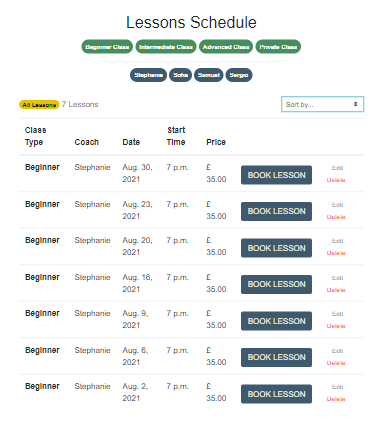 Lessons Schedule
Beginner Class Intermediate Class Advanced Class Private Class
Stephanie Sofia Samuel Sergio
All Lessons 7 Lessons Sort by...
Class Type Coach Date Start Time Price
Beginner Stephanie Aug. 30, 2021 7 p.m. £ 35.00 BOOK LESSON Edit Delete
Beginner Stephanie Aug. 23, 2021 7 p.m. £ 35.00 BOOK LESSON Edit Delete
Beginner Stephanie Aug. 20, 2021 7 p.m. £ 35.00 BOOK LESSON Edit Delete
Beginner Stephanie Aug. 16, 2021 7 p.m. £ 35.00 BOOK LESSON Edit Delete
Beginner Stephanie Aug. 9, 2021 7 p.m. £ 35.00 BOOK LESSON Edit Delete
Beginner Stephanie Aug. 6, 2021 7 p.m. £ 35.00 BOOK LESSON Edit Delete
Beginner Stephanie Aug. 2, 2021 7 p.m. £ 35.00 BOOK LESSON Edit Delete